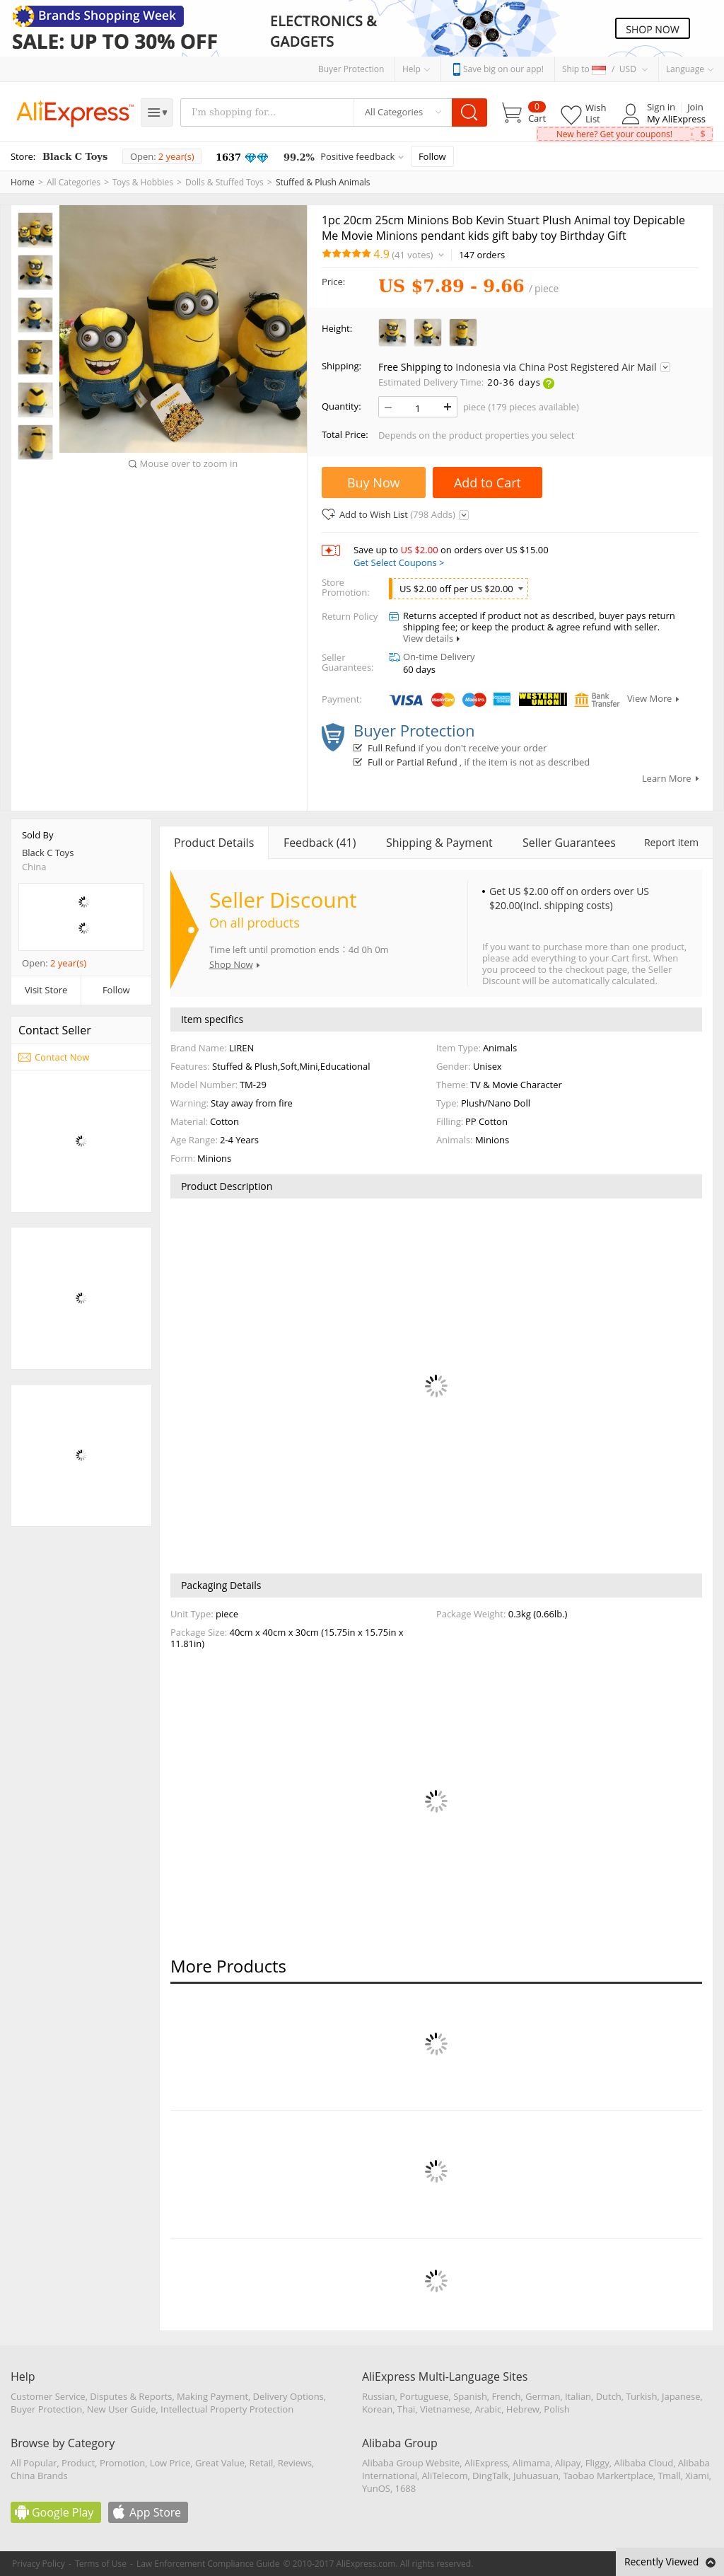 Brands Shopping Week
SALE: UP TO 30% OFF
ELECTRONICS &
GADGETS
SHOP NOW
Buyer Protection Help Save big on our app! Ship to / USD Language
AliExpress™
I'm shopping for... All Categories
0
Cart
Wish
List
Sign in Join
My AliExpress
New here? Get your coupons! $
Store: Black C Toys Open: 2 year(s) 1637 99.2% Positive feedback Follow
Home > All Categories > Toys & Hobbies > Dolls & Stuffed Toys > Stuffed & Plush Animals
1pc 20cm 25cm Minions Bob Kevin Stuart Plush Animal toy Depicable
Me Movie Minions pendant kids gift baby toy Birthday Gift
4.9 (41 votes) 147 orders
Price: US $7.89 - 9.66 / piece
Height:
Shipping: Free Shipping to Indonesia via China Post Registered Air Mail
Estimated Delivery Time: 20-36 days ?
Quantity: 1 piece (179 pieces available)
Total Price: Depends on the product properties you select
Mouse over to zoom in
Buy Now Add to Cart
Add to Wish List (798 Adds)
Save up to US $2.00 on orders over US $15.00
Get Select Coupons >
Store
Promotion:
US $2.00 off per US $20.00
Return Policy
Returns accepted if product not as described, buyer pays return
shipping fee; or keep the product & agree refund with seller.
View details
Seller
Guarantees:
On-time Delivery
60 days
Payment: VISA MasterCard Maestro WESTERN UNION Bank Transfer View More
Buyer Protection
Full Refund if you don't receive your order
Full or Partial Refund , if the item is not as described
Learn More
Sold By
Black C Toys
China
Open: 2 year(s)
Visit Store Follow
Contact Seller
Contact Now
Product Details Feedback (41) Shipping & Payment Seller Guarantees Report item
Seller Discount
On all products
Time left until promotion ends : 4d 0h 0m
Shop Now
Get US $2.00 off on orders over US
$20.00(Incl. shipping costs)
If you want to purchase more than one product,
please add everything to your Cart first. When
you proceed to the checkout page, the Seller
Discount will be automatically calculated.
Item specifics
Brand Name: LIREN Item Type: Animals
Features: Stuffed & Plush,Soft,Mini,Educational Gender: Unisex
Model Number: TM-29 Theme: TV & Movie Character
Warning: Stay away from fire Type: Plush/Nano Doll
Material: Cotton Filling: PP Cotton
Age Range: 2-4 Years Animals: Minions
Form: Minions
Product Description
Packaging Details
Unit Type: piece Package Weight: 0.3kg (0.66lb.)
Package Size: 40cm x 40cm x 30cm (15.75in x 15.75in x
11.81in)
More Products
Help
Customer Service, Disputes & Reports, Making Payment, Delivery Options,
Buyer Protection, New User Guide, Intellectual Property Protection
AliExpress Multi-Language Sites
Russian, Portuguese, Spanish, French, German, Italian, Dutch, Turkish, Japanese,
Korean, Thai, Vietnamese, Arabic, Hebrew, Polish
Browse by Category
All Popular, Product, Promotion, Low Price, Great Value, Retail, Reviews,
China Brands
Alibaba Group
Alibaba Group Website, AliExpress, Alimama, Alipay, Fliggy, Alibaba Cloud, Alibaba
International, AliTelecom, DingTalk, Juhuasuan, Taobao Markertplace, Tmall, Xiami,
YunOS, 1688
Google Play App Store
Privacy Policy - Terms of Use - Law Enforcement Compliance Guide © 2010-2017 AliExpress.com. All rights reserved.
Recently Viewed